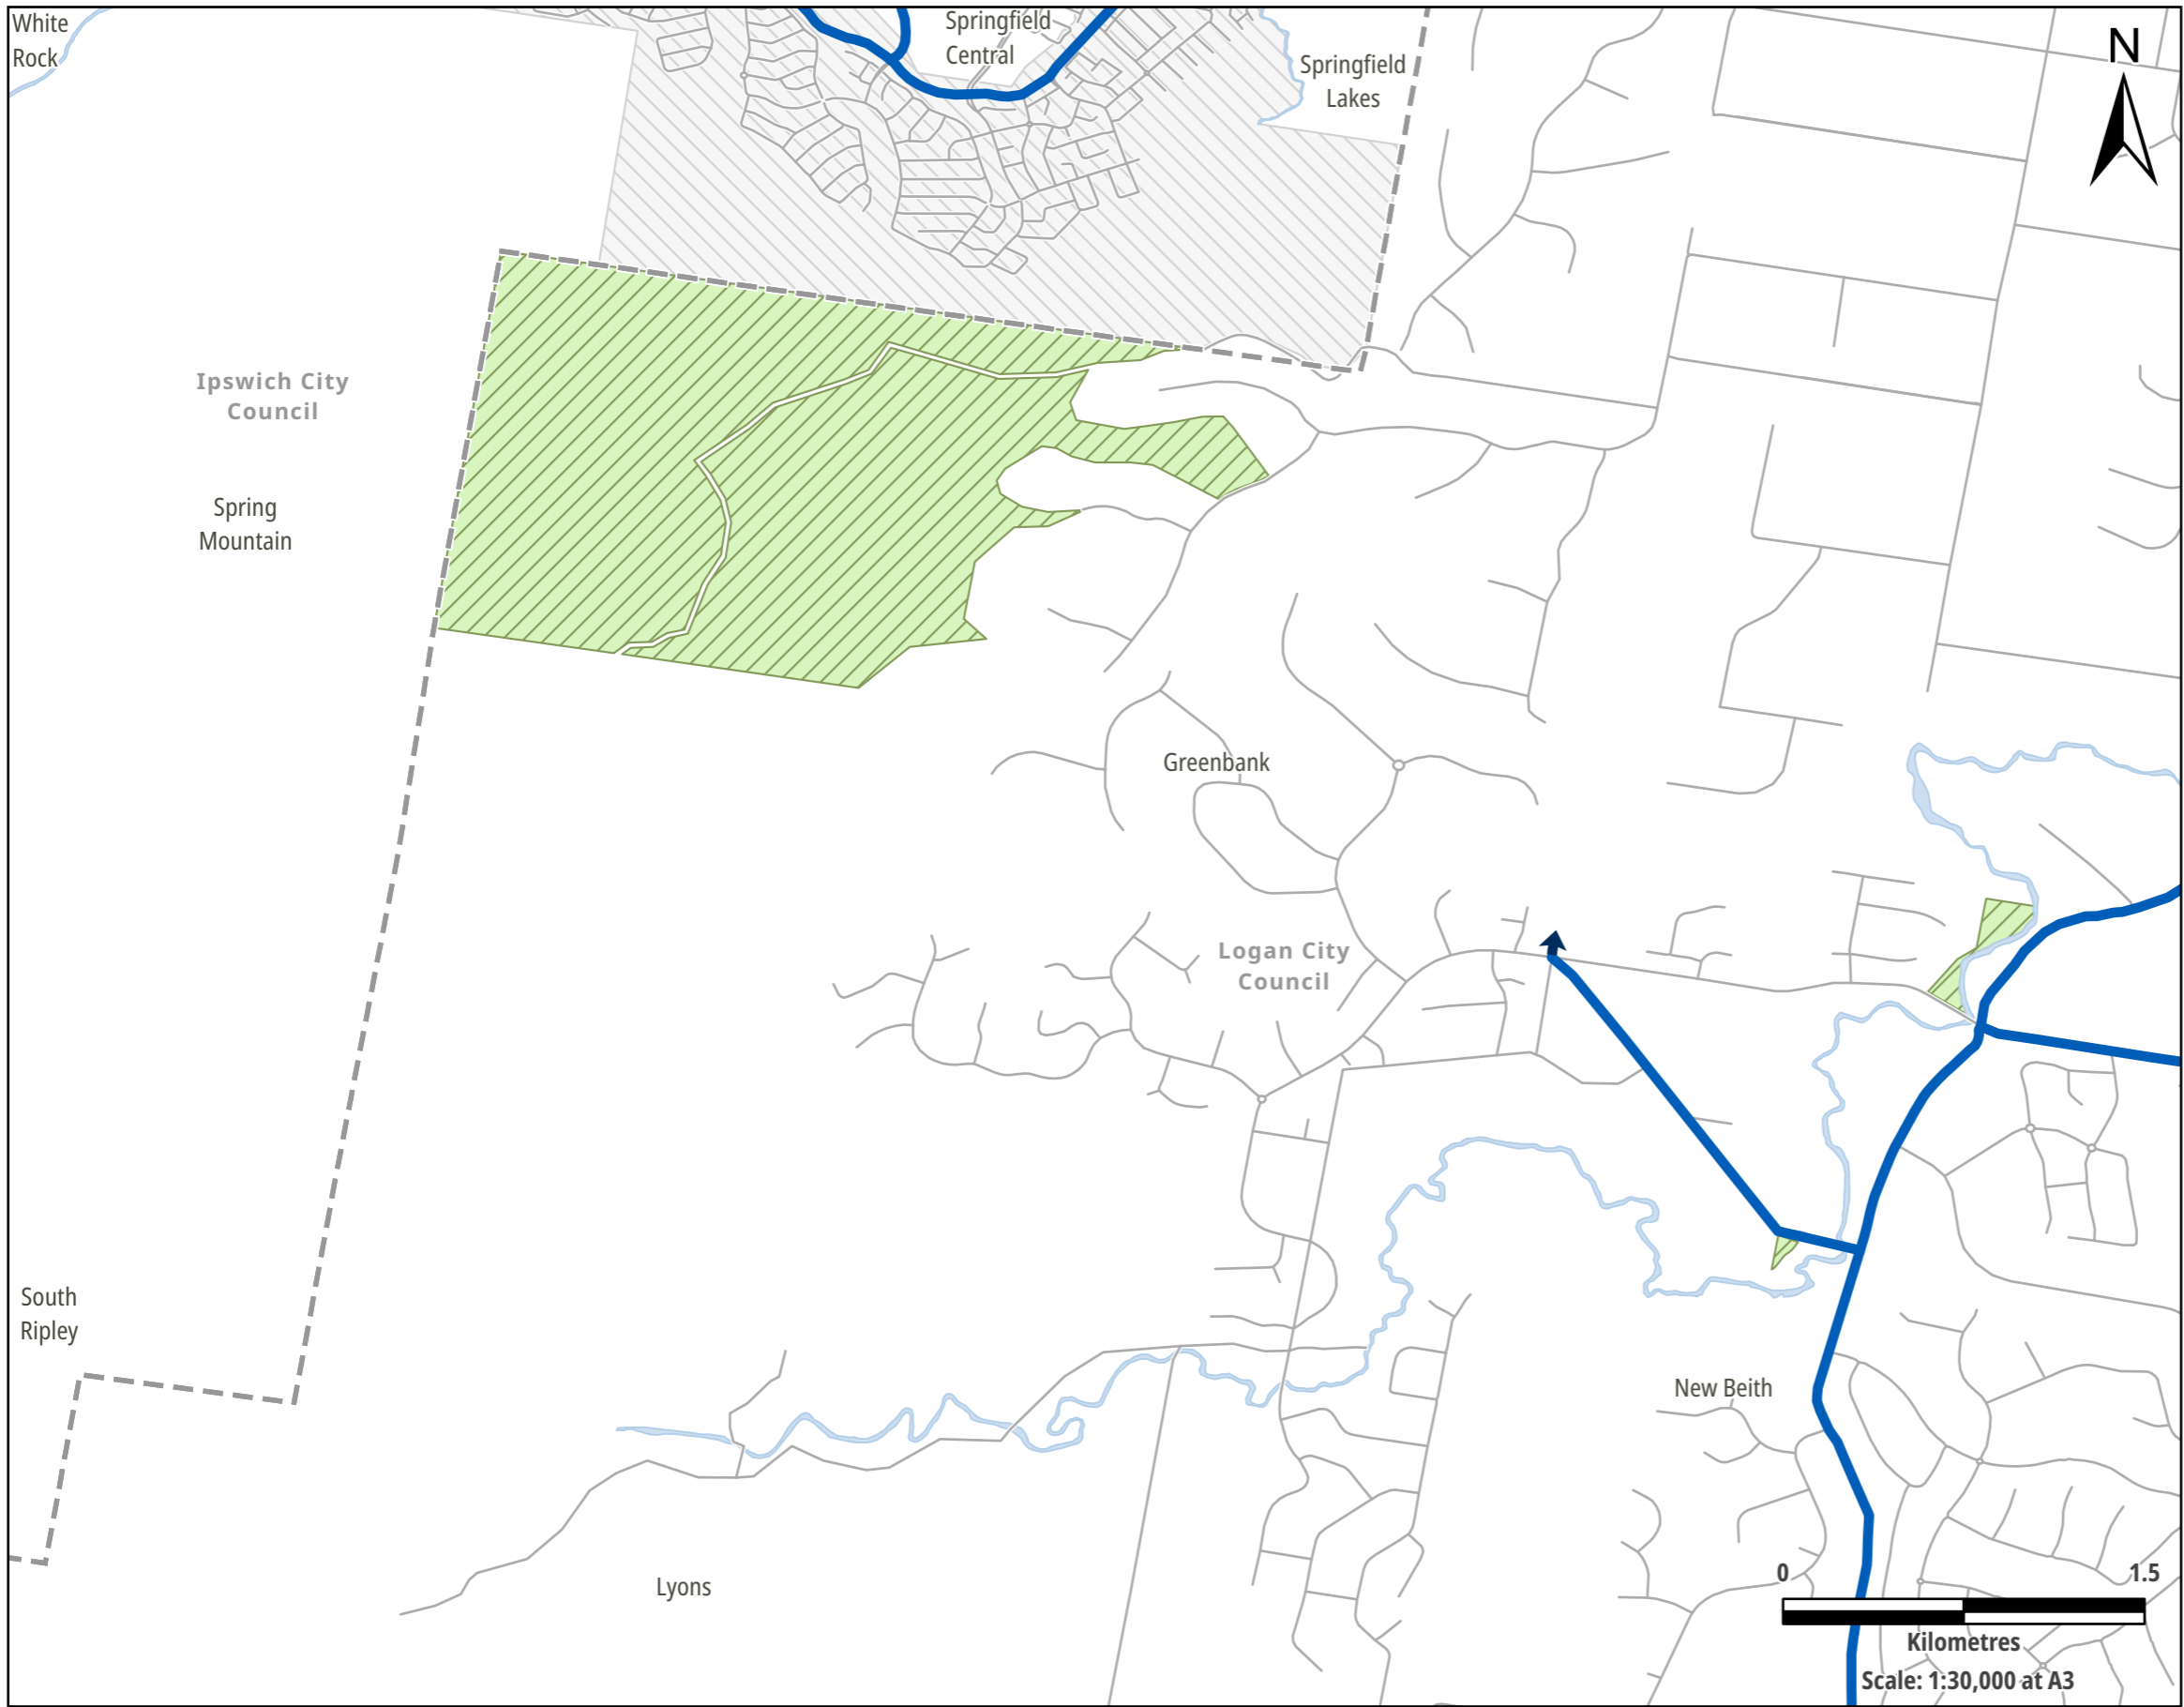 White
Rock
Springfield
Central
Springfield
Lakes
N
Ipswich City
Council
Spring
Mountain
Greenbank
Logan City
Council
South
Ripley
New Beith
Lyons
0
1.5
Kilometres
Scale: 1:30,000 at A3